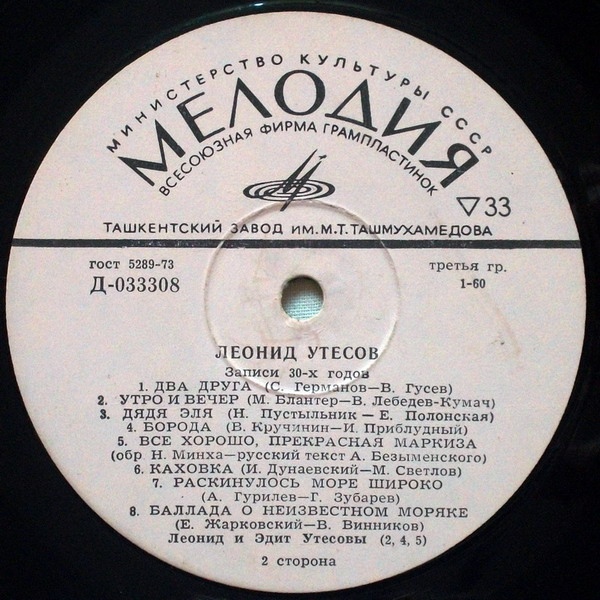 МИНИСТЕРСТВО КУЛЬТУРЫ СССР
МЕЛОДИЯ
ВСЕСОЮЗНАЯ ФИРМА ГРАМПЛАСТИНОК
▽33
ТАШКЕНТСКИЙ ЗАВОД ИМ. М.Т. ТАШМУХАМЕДОВА
ГОСТ 5289-73
третья гр.
Д-033308
1-60
ЛЕОНИД УТЕСОВ
Записи 30-х годов
1. ДВА ДРУГА (С. Германов—В. Гусев)
2. УТРО И ВЕЧЕР (М. Блантер—В. Лебедев-Кумач)
3. ДЯДЯ ЭЛЯ (Н. Пустыльник — Е. Полонская)
4. БОРОДА (В. Кручинин—И. Приблудный)
5. ВСЕ ХОРОШО, ПРЕКРАСНАЯ МАРКИЗА
(обр Н. Минха—русский текст А. Безыменского)
6. КАХОВКА (И. Дунаевский—М. Светлов)
7. РАСКИНУЛОСЬ МОРЕ ШИРОКО
(А. Гурилев—Г. Зубарев)
8. БАЛЛАДА О НЕИЗВЕСТНОМ МОРЯКЕ
(Е. Жарковский—В. Винников)
Леонид и Эдит Утесовы (2, 4, 5)
2 сторона